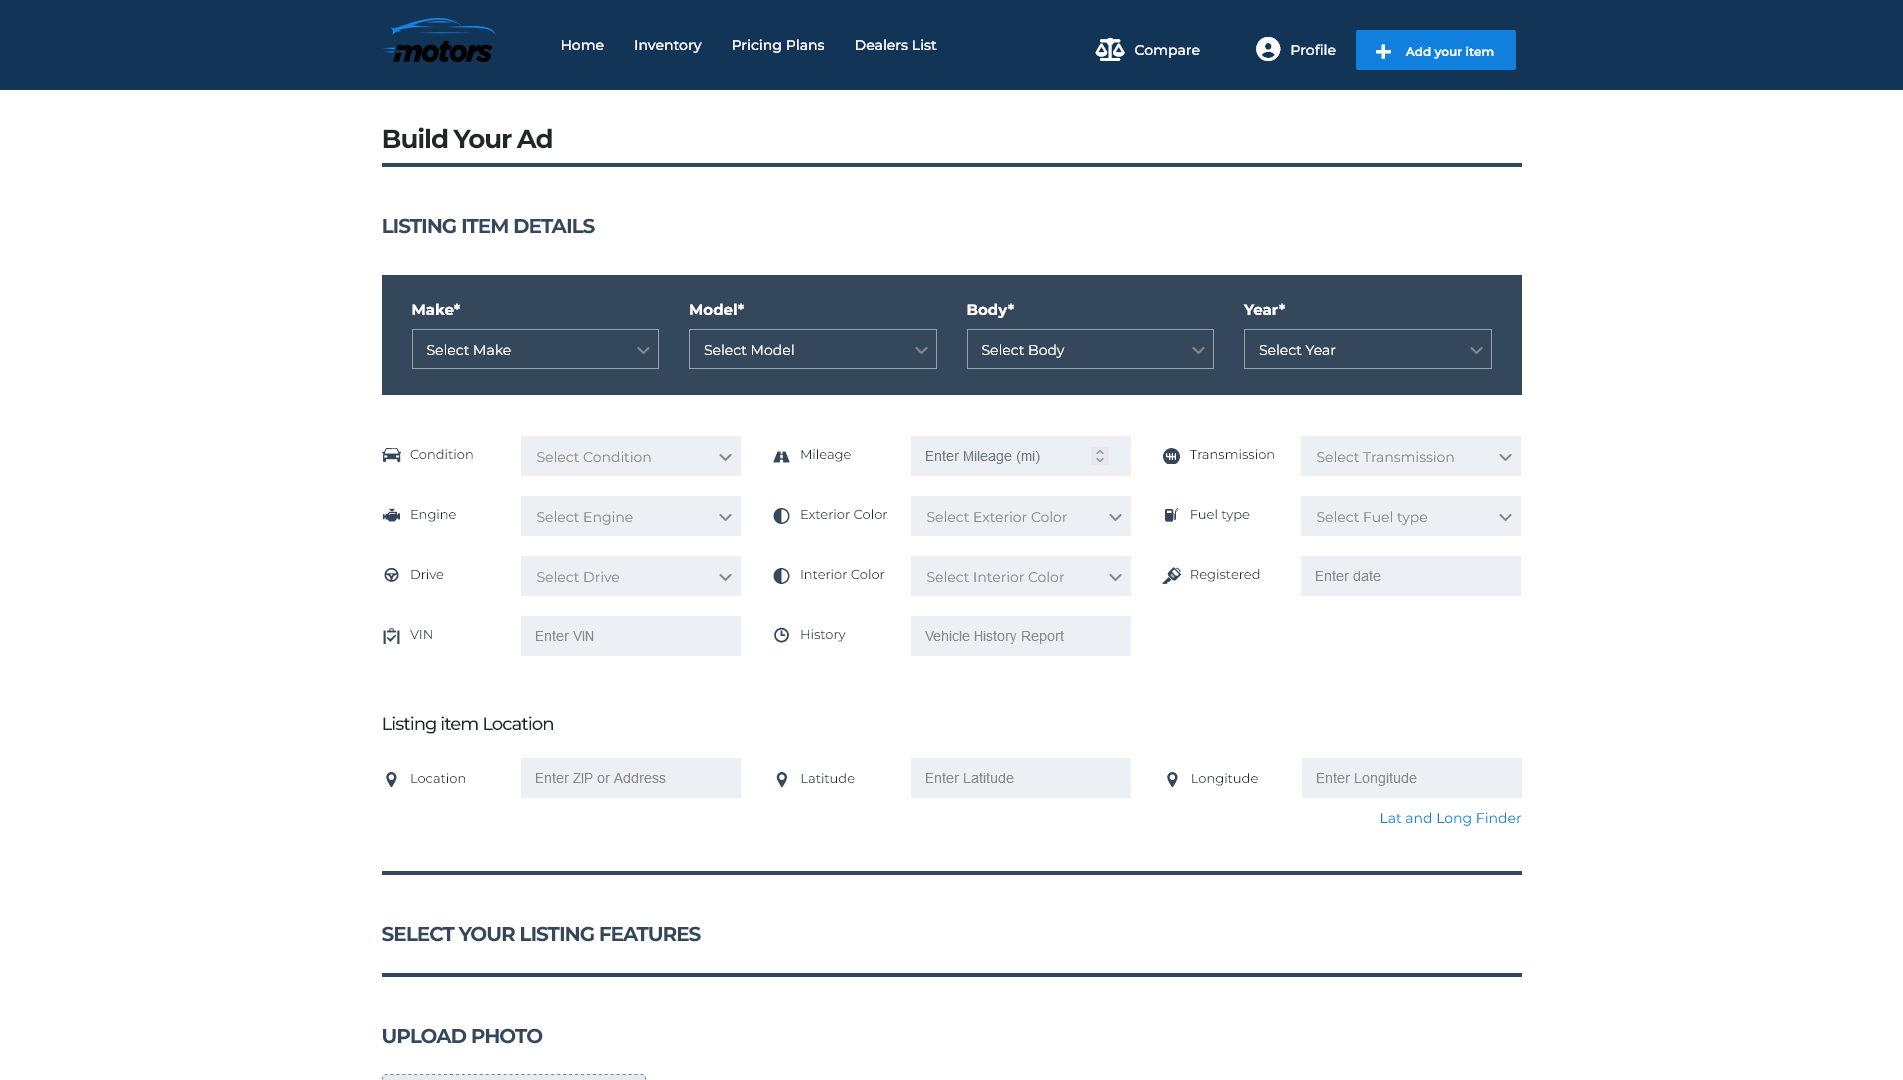 motors
Home Inventory Pricing Plans Dealers List Compare Profile Add your item
Build Your Ad
LISTING ITEM DETAILS
Make* Model* Body* Year*
Select Make Select Model Select Body Select Year
Condition Select Condition Mileage Enter Mileage (mi) Transmission Select Transmission
Engine Select Engine Exterior Color Select Exterior Color Fuel type Select Fuel type
Drive Select Drive Interior Color Select Interior Color Registered Enter date
VIN Enter VIN History Vehicle History Report
Listing item Location
Location Enter ZIP or Address Latitude Enter Latitude Longitude Enter Longitude
Lat and Long Finder
SELECT YOUR LISTING FEATURES
UPLOAD PHOTO